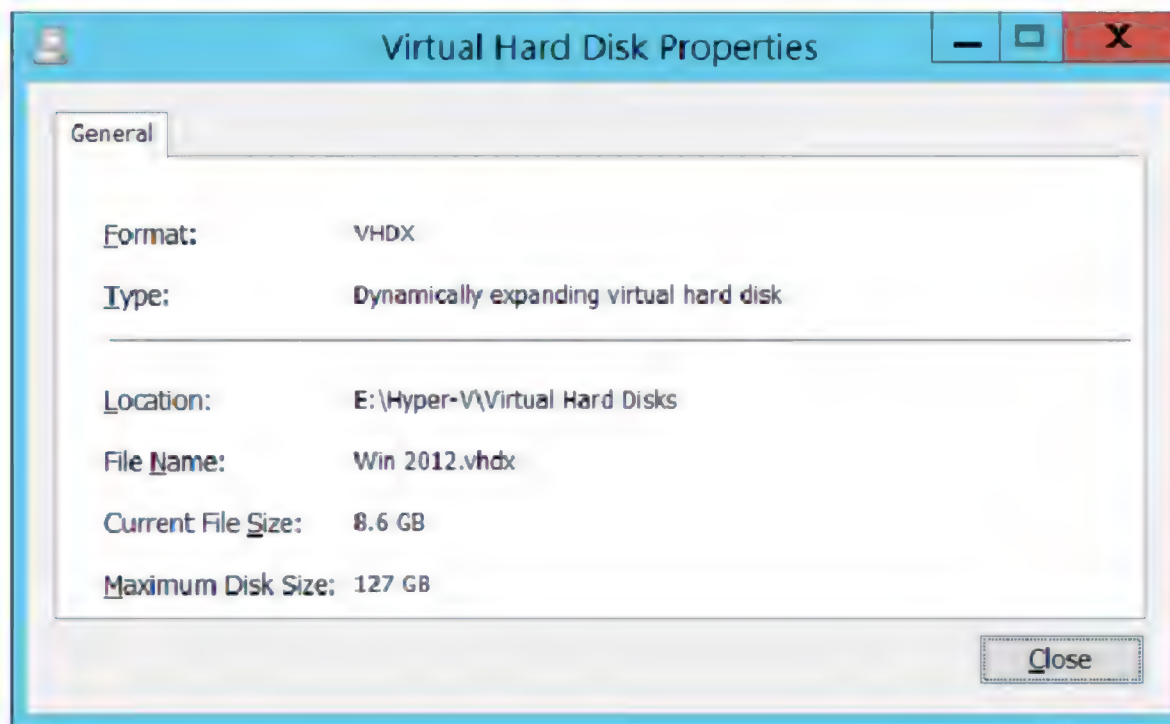 Virtual Hard Disk Properties
General
Format: VHDX
Type: Dynamically expanding virtual hard disk
Location: E:\Hyper-V\Virtual Hard Disks
File Name: Win 2012.vhdx
Current File Size: 8.6 GB
Maximum Disk Size: 127 GB
Close